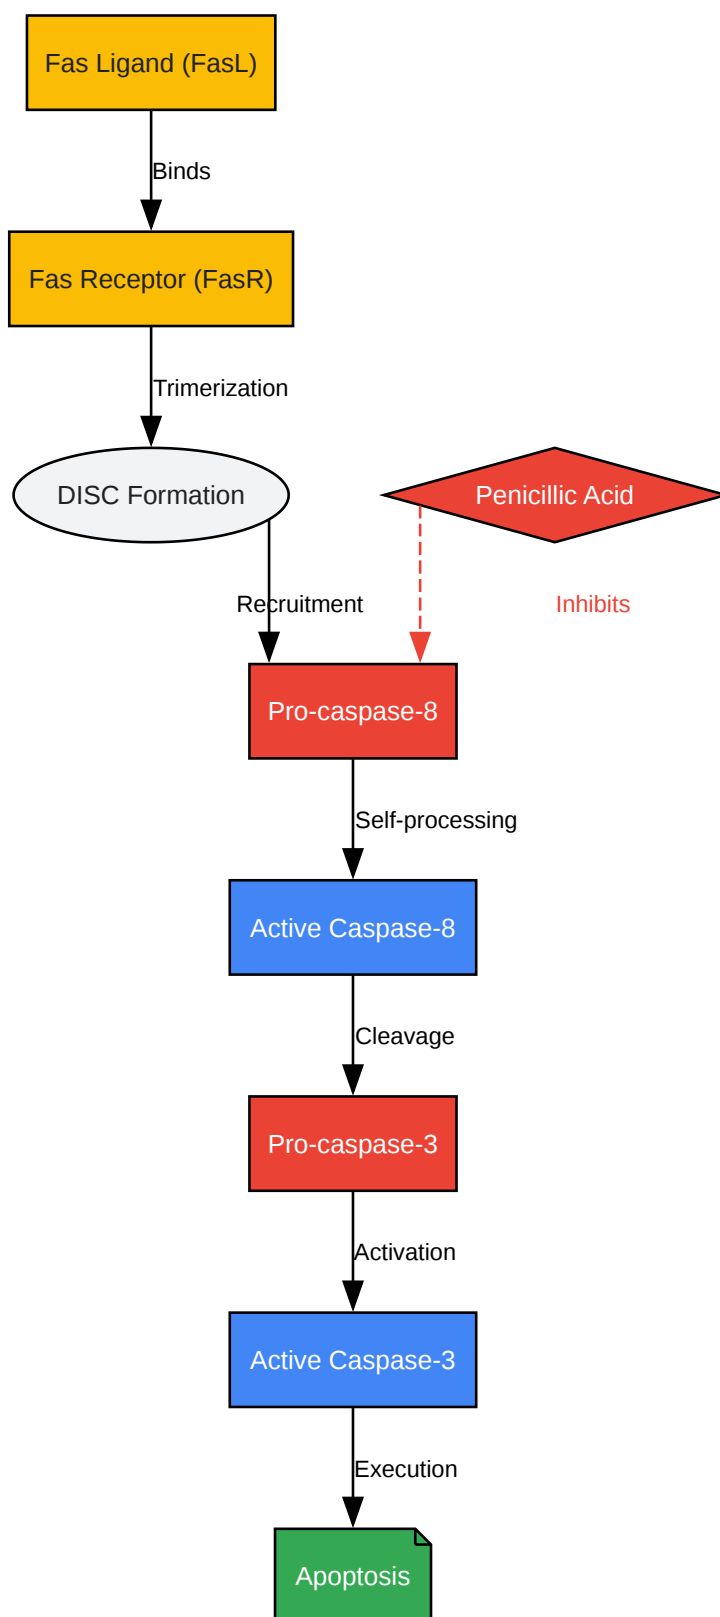 Fas Ligand (FasL)
Binds
Fas Receptor (FasR)
Trimerization
DISC Formation
Penicillic Acid
Recruitment
Inhibits
Pro-caspase-8
Self-processing
Active Caspase-8
Cleavage
Pro-caspase-3
Activation
Active Caspase-3
Execution
Apoptosis